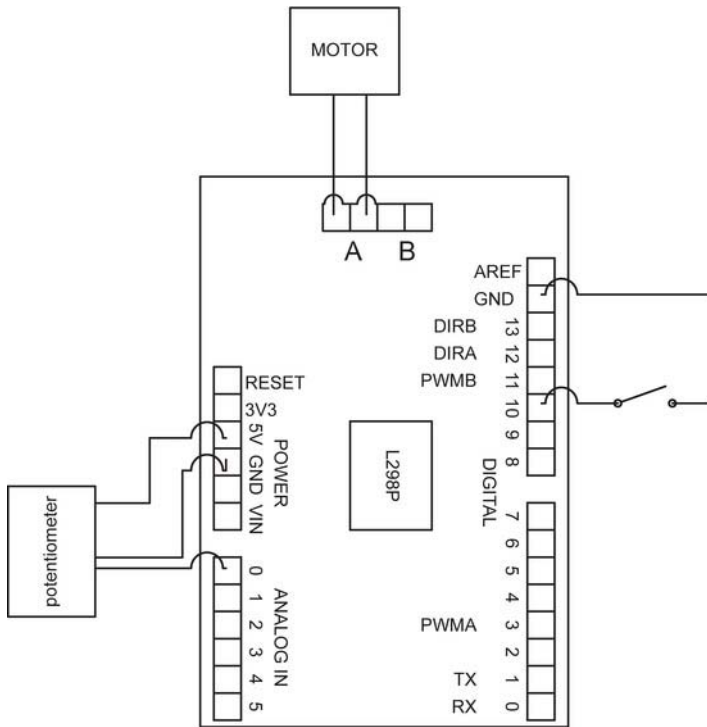 MOTOR
A B
AREF
GND
DIRB 13
DIRA 12
PWMB 11
10
9
8
DIGITAL
7
6
5
4
PWMA 3
2
TX 1
RX 0
RESET
3V3
5V
GND
VIN
POWER
L298P
potentiometer
0
1
2
3
4
5
ANALOG IN